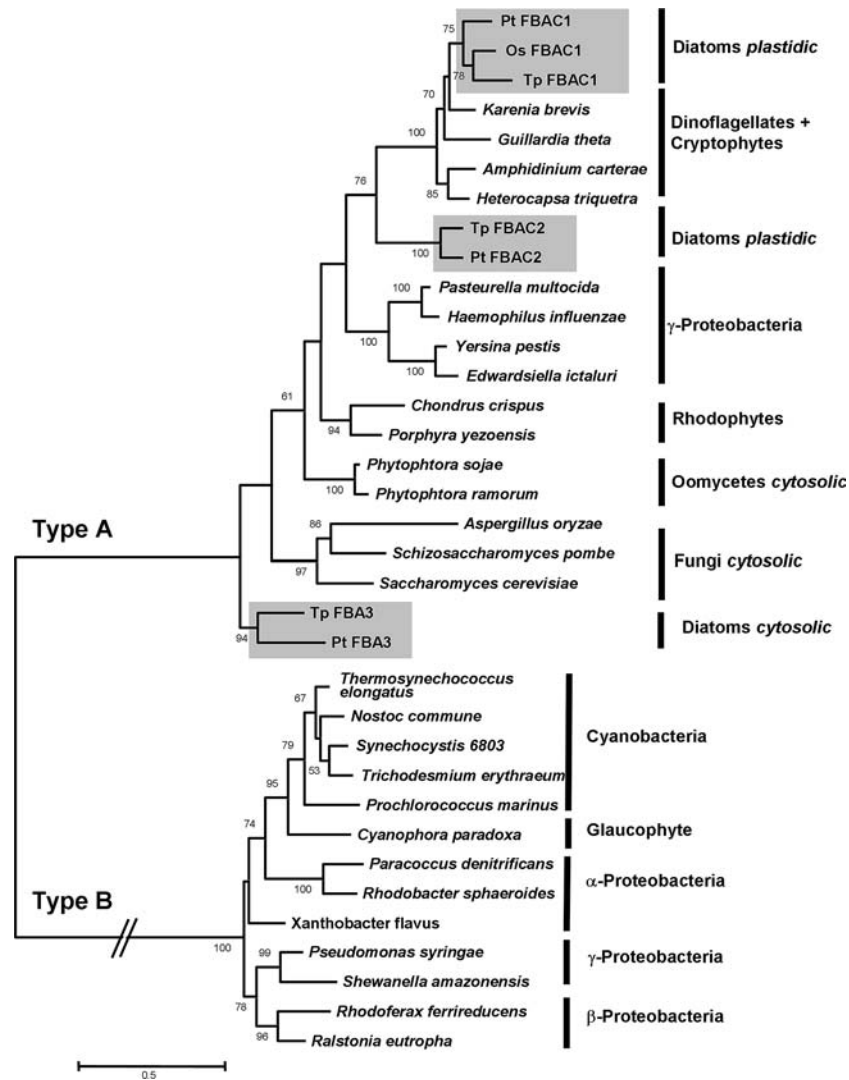 75
Pt FBAC1
Os FBAC1
78
Tp FBAC1
Diatoms plastidic
70
Karenia brevis
100
Guillardia theta
Dinoflagellates +
Cryptophytes
Amphidinium carterae
85
Heterocapsa triquetra
76
Tp FBAC2
100
Pt FBAC2
Diatoms plastidic
100
Pasteurella multocida
Haemophilus influenzae
100
Yersina pestis
100
Edwardsiella ictaluri
γ-Proteobacteria
61
Chondrus crispus
94
Porphyra yezoensis
Rhodophytes
Phytophtora sojae
100
Phytophtora ramorum
Oomycetes cytosolic
Type A
86
Aspergillus oryzae
Schizosaccharomyces pombe
97
Saccharomyces cerevisiae
Fungi cytosolic
Tp FBA3
94
Pt FBA3
Diatoms cytosolic
67
Thermosynechococcus
elongatus
Nostoc commune
79
Synechocystis 6803
53
Trichodesmium erythraeum
Cyanobacteria
95
Prochlorococcus marinus
74
Cyanophora paradoxa
Glaucophyte
Paracoccus denitrificans
100
Rhodobacter sphaeroides
α-Proteobacteria
Type B
Xanthobacter flavus
100
99
Pseudomonas syringae
Shewanella amazonensis
γ-Proteobacteria
78
Rhodoferax ferrireducens
96
Ralstonia eutropha
β-Proteobacteria
0.5